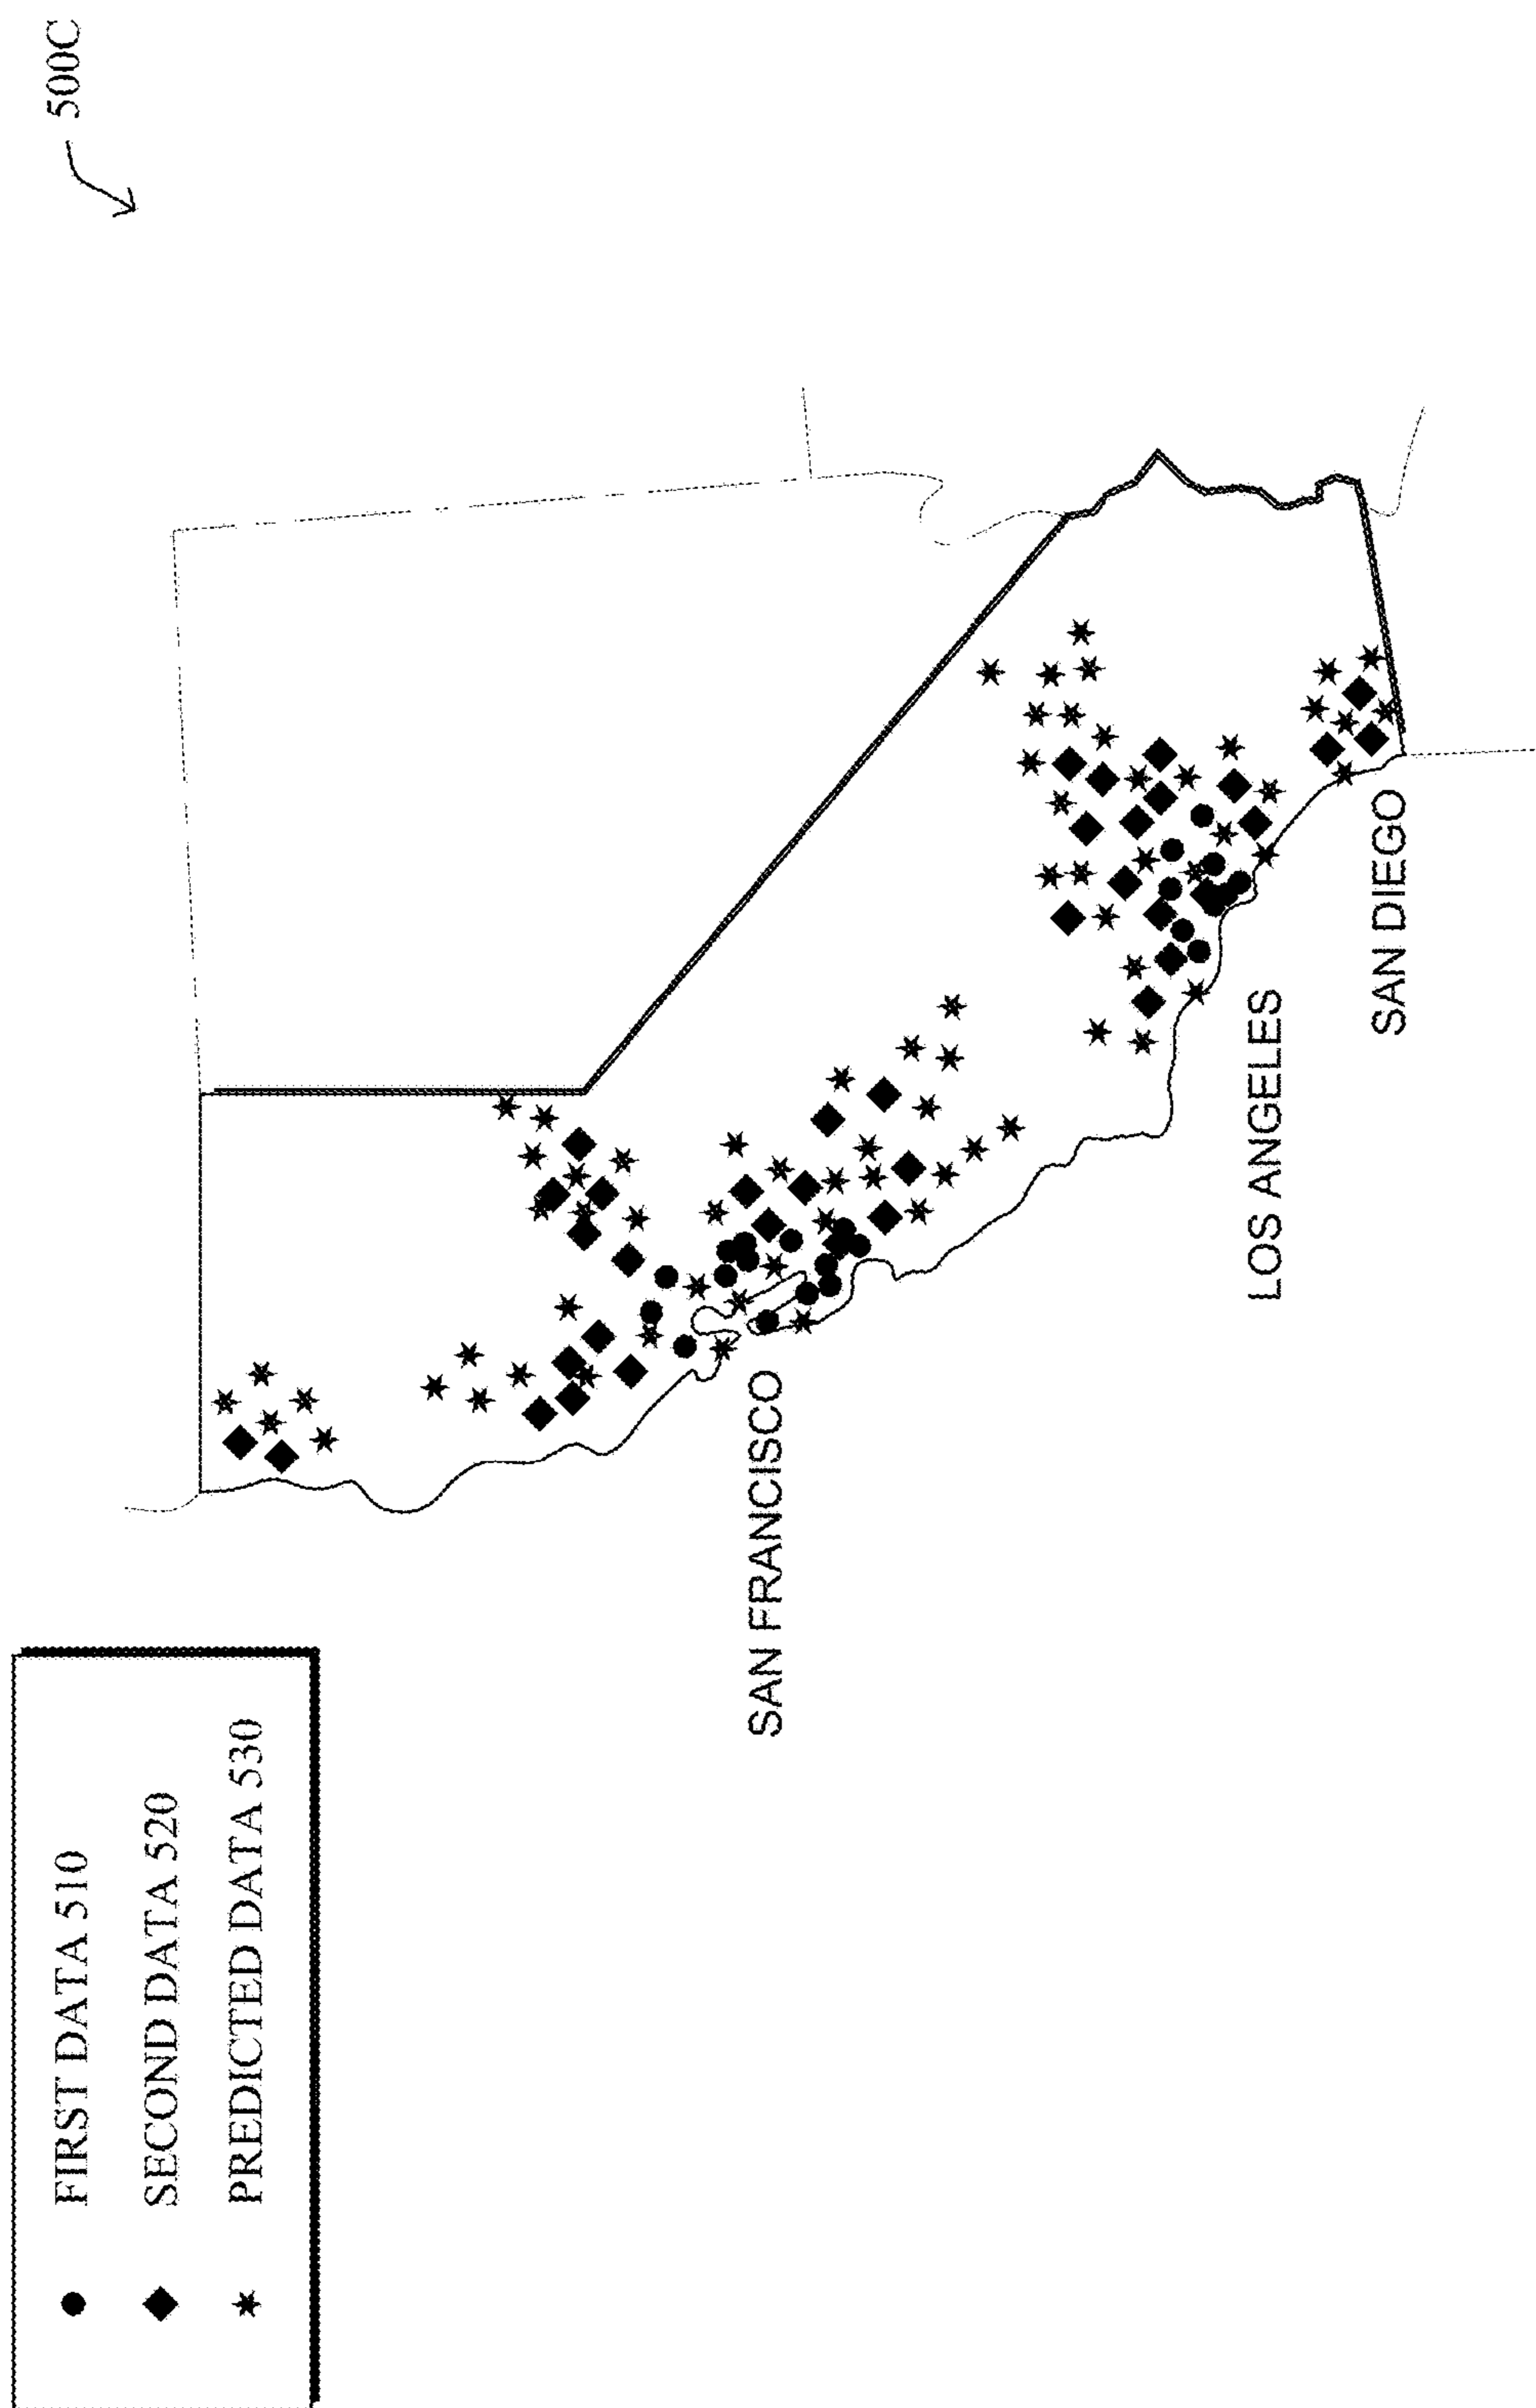 500C
FIRST DATA 510
SECOND DATA 520
PREDICTED DATA 530
SAN FRANCISCO
LOS ANGELES
SAN DIEGO